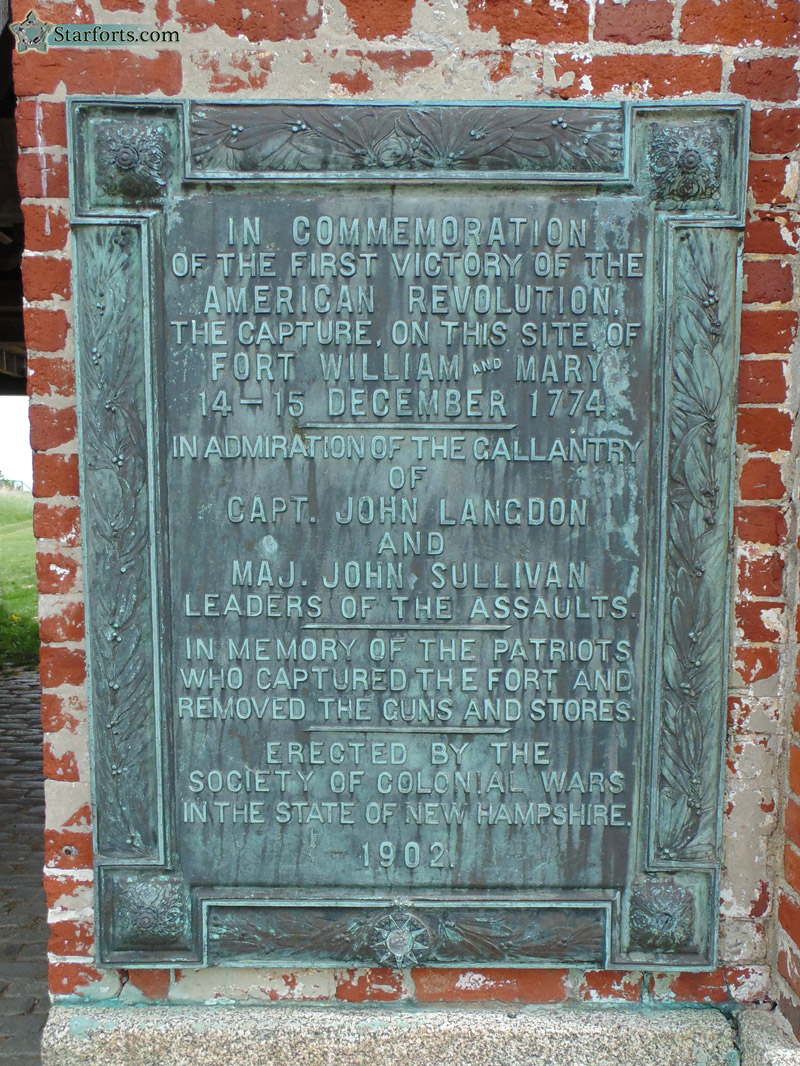 Starforts.com
IN COMMEMORATION
OF THE FIRST VICTORY OF THE
AMERICAN REVOLUTION,
THE CAPTURE, ON THIS SITE, OF
FORT WILLIAM AND MARY
14-15 DECEMBER 1774.
IN ADMIRATION OF THE GALLANTRY
OF
CAPT. JOHN LANGDON
AND
MAJ. JOHN SULLIVAN
LEADERS OF THE ASSAULTS.
IN MEMORY OF THE PATRIOTS
WHO CAPTURED THE FORT AND
REMOVED THE GUNS AND STORES.
ERECTED BY THE
SOCIETY OF COLONIAL WARS
IN THE STATE OF NEW HAMPSHIRE.
1902.